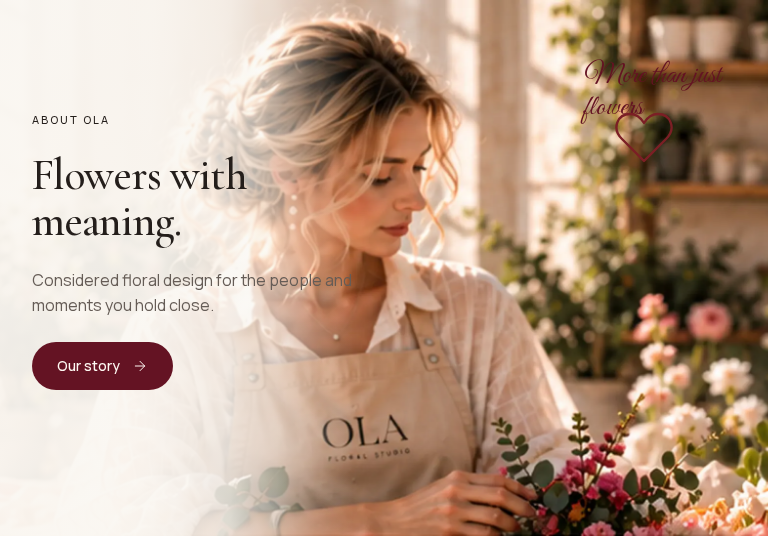 ABOUT OLA
Flowers with
meaning.
Considered floral design for the people and
moments you hold close.
Our story
More than just
flowers
OLA
FLORAL STUDIO